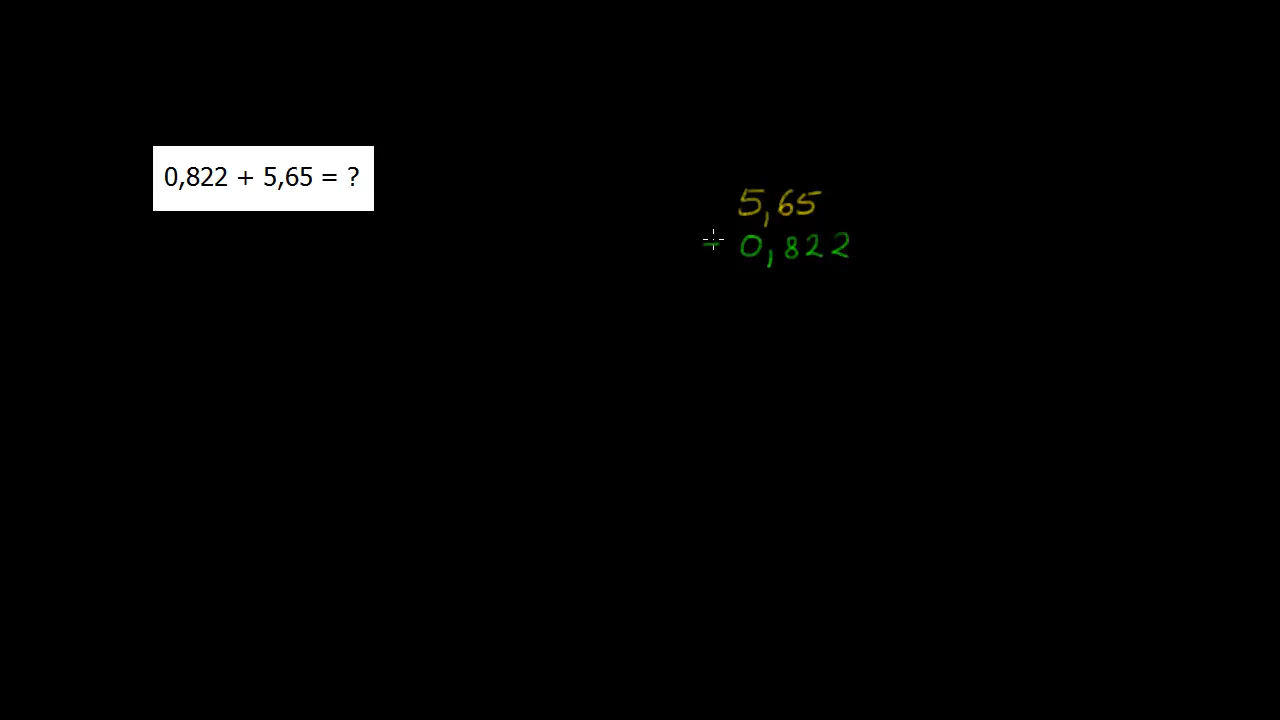 0,822 + 5,65 = ?
5,65
+ 0,822